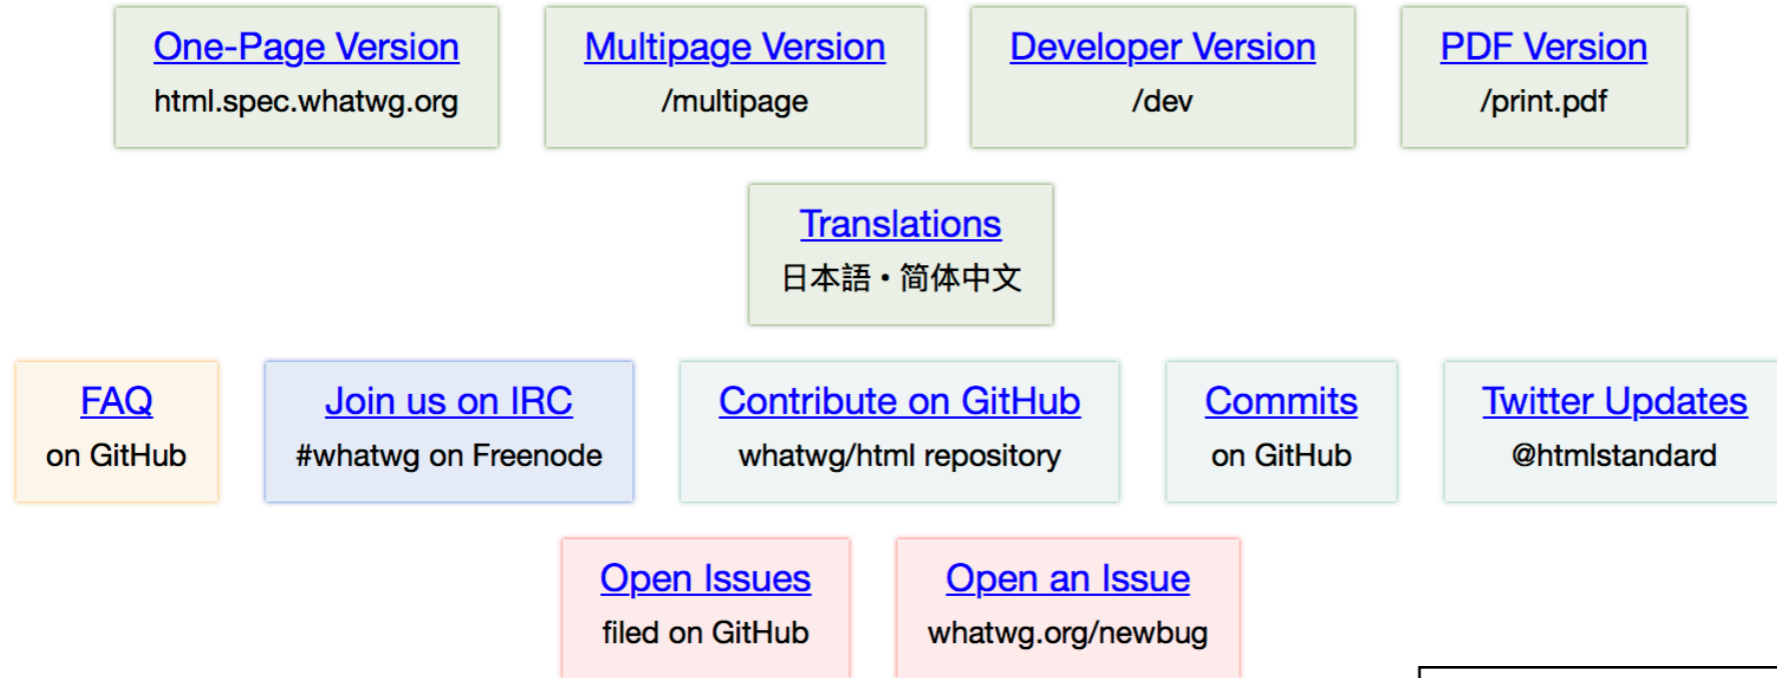 One-Page Version
html.spec.whatwg.org
Multipage Version
/multipage
Developer Version
/dev
PDF Version
/print.pdf
Translations
日本語・简体中文
FAQ
on GitHub
Join us on IRC
#whatwg on Freenode
Contribute on GitHub
whatwg/html repository
Commits
on GitHub
Twitter Updates
@htmlstandard
Open Issues
filed on GitHub
Open an Issue
whatwg.org/newbug